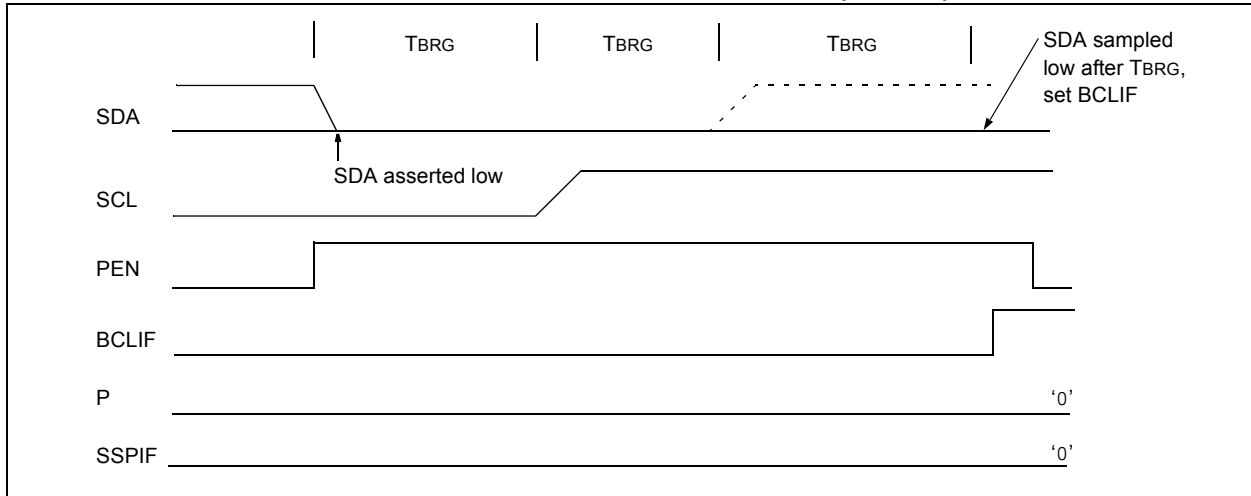 TBRG TBRG TBRG
SDA sampled
low after TBRG,
set BCLIF
SDA
SDA asserted low
SCL
PEN
BCLIF
P
‘0’
SSPIF
‘0’